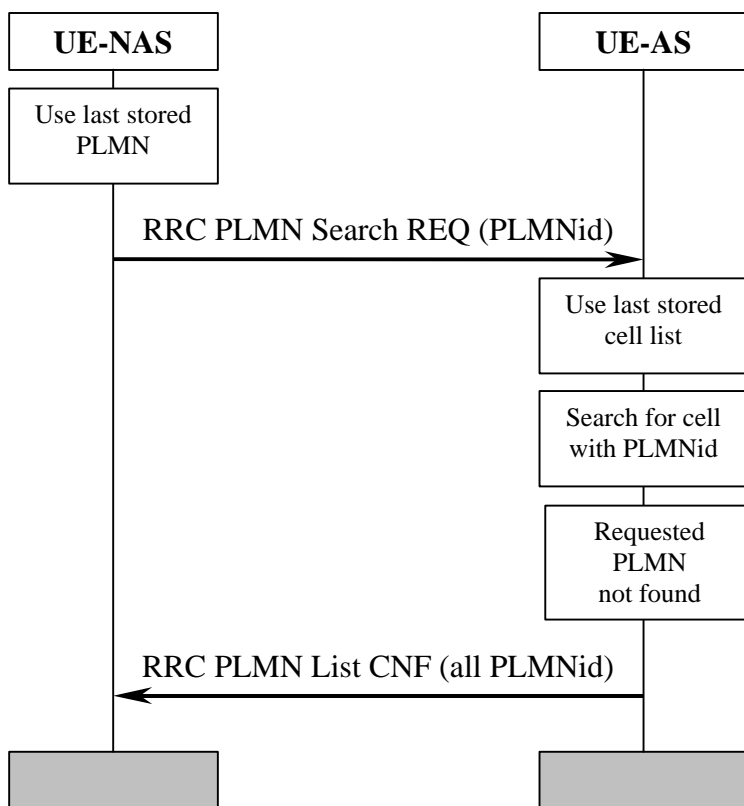 UE-NAS
UE-AS
Use last stored
PLMN
RRC PLMN Search REQ (PLMNid)
Use last stored
cell list
Search for cell
with PLMNid
Requested
PLMN
not found
RRC PLMN List CNF (all PLMNid)